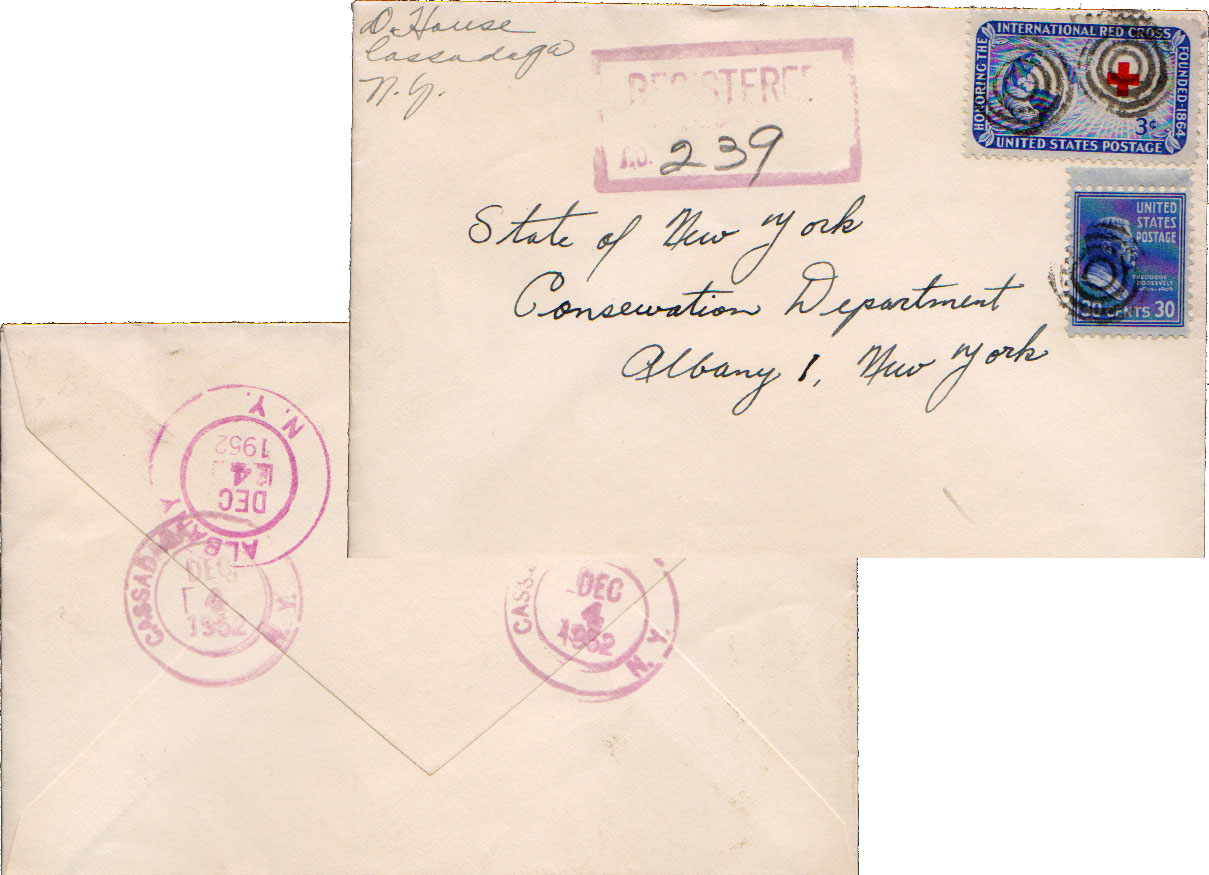 D. House
Cassadaga
N.Y.
REGISTERED
NO. 239
State of New York
Conservation Department
Albany 1, New York
HONORING THE
INTERNATIONAL RED CROSS
FOUNDED-1864
3¢
UNITED STATES POSTAGE
UNITED
STATES
POSTAGE
THEODORE
ROOSEVELT
30 CENTS 30
ALBANY
N.Y.
DEC
4
1952
CASSADAGA
N.Y.
DEC
4
1952
CASS
N.Y.
DEC
4
1952